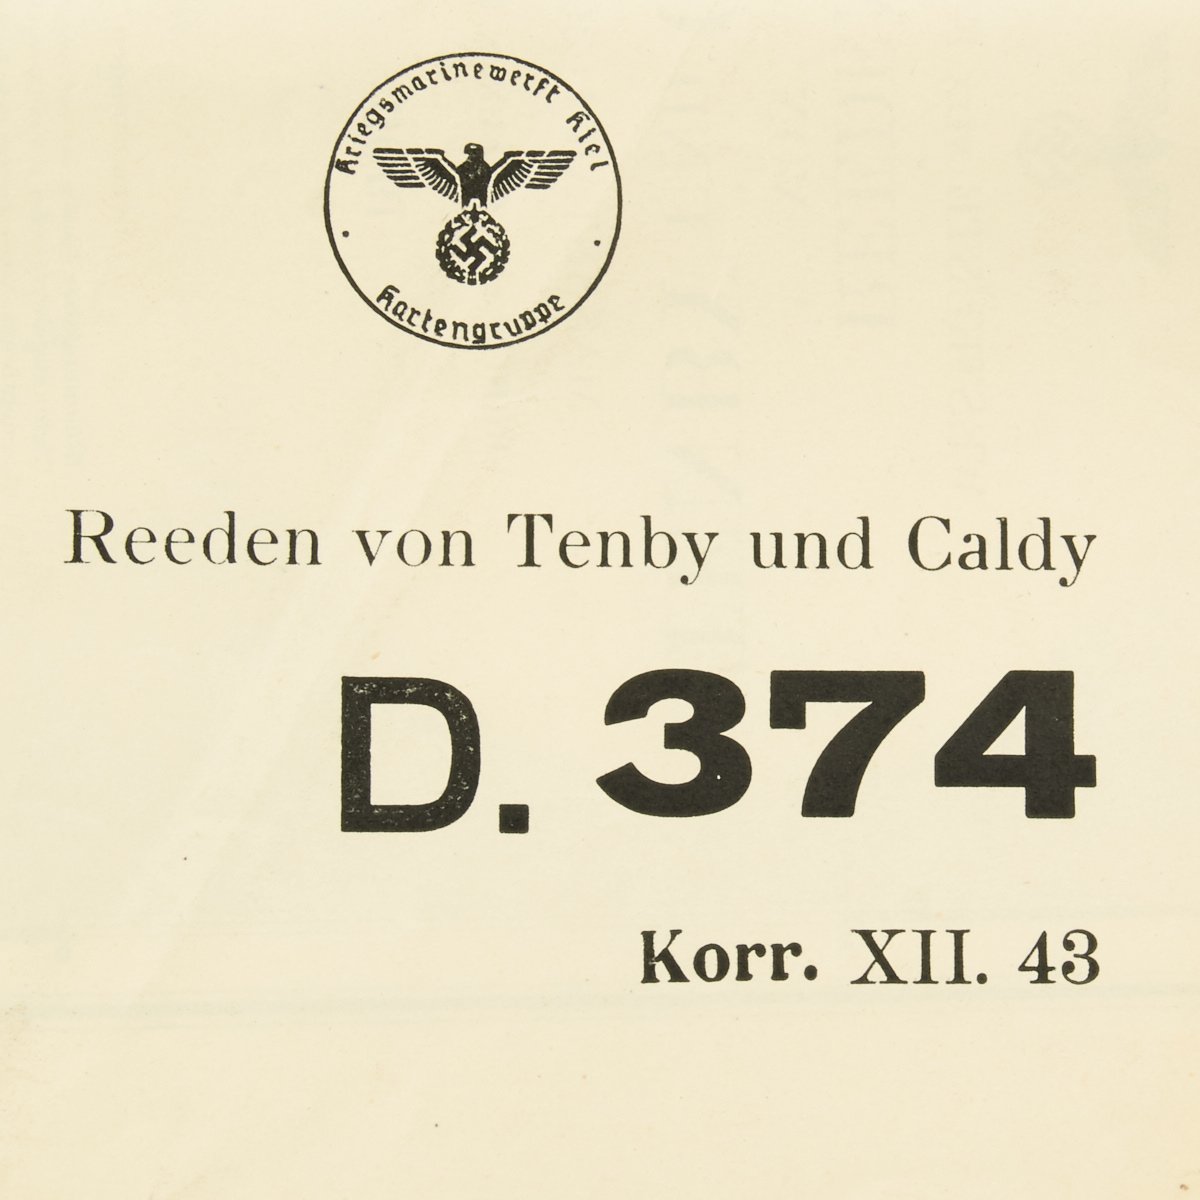 Kriegsmarinewerft Kiel
Kartengruppe
Reeden von Tenby und Caldy
D. 374
Korr. XII. 43